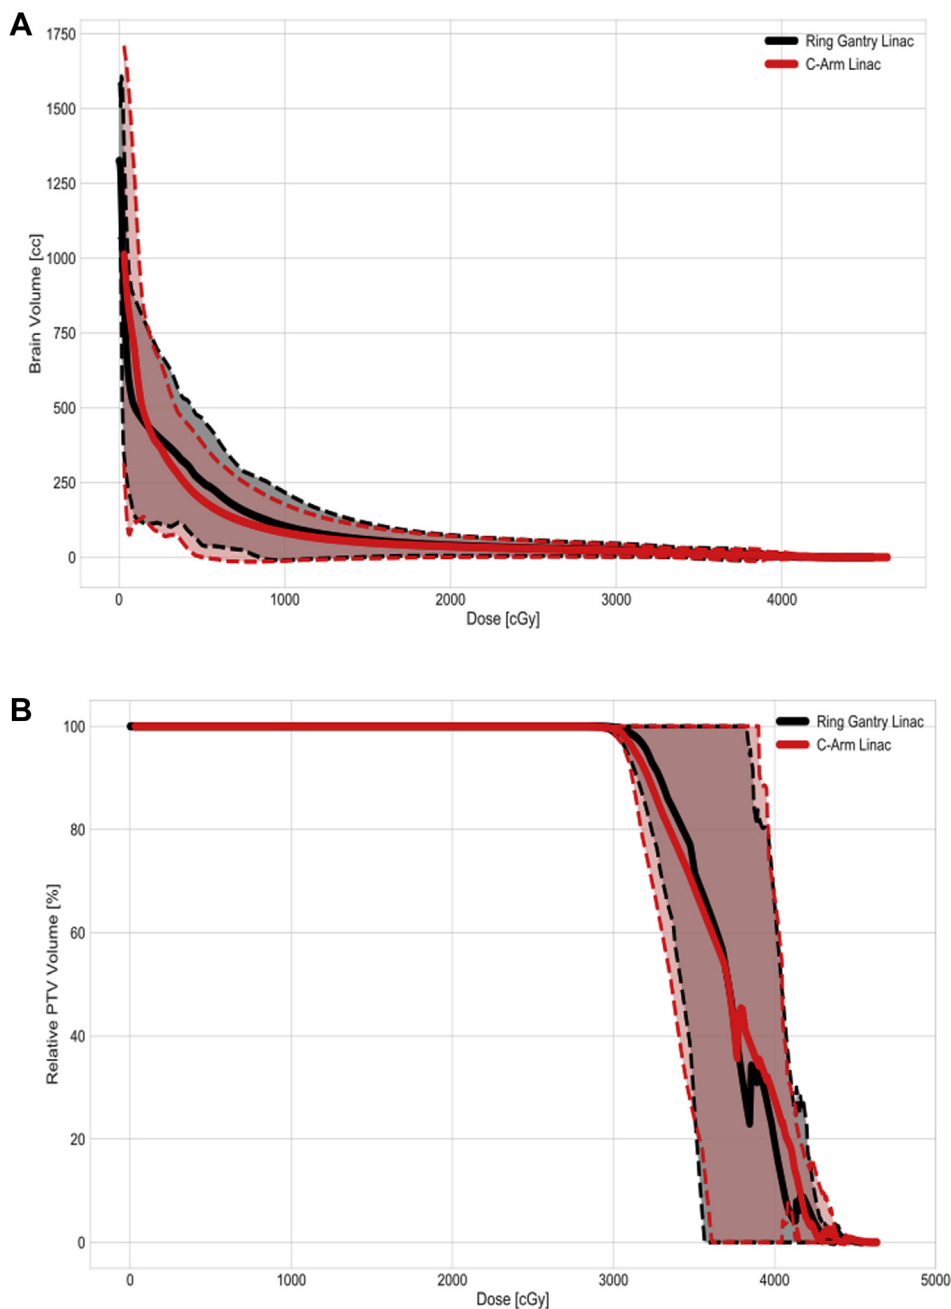 A
Ring Gantry Linac
C-Arm Linac
1750
1500
1250
1000
750
500
250
0
Brain Volume [cc]
0 1000 2000 3000 4000
Dose [cGy]
B
Ring Gantry Linac
C-Arm Linac
100
80
60
40
20
0
Relative PTV Volume [%]
0 1000 2000 3000 4000 5000
Dose [cGy]